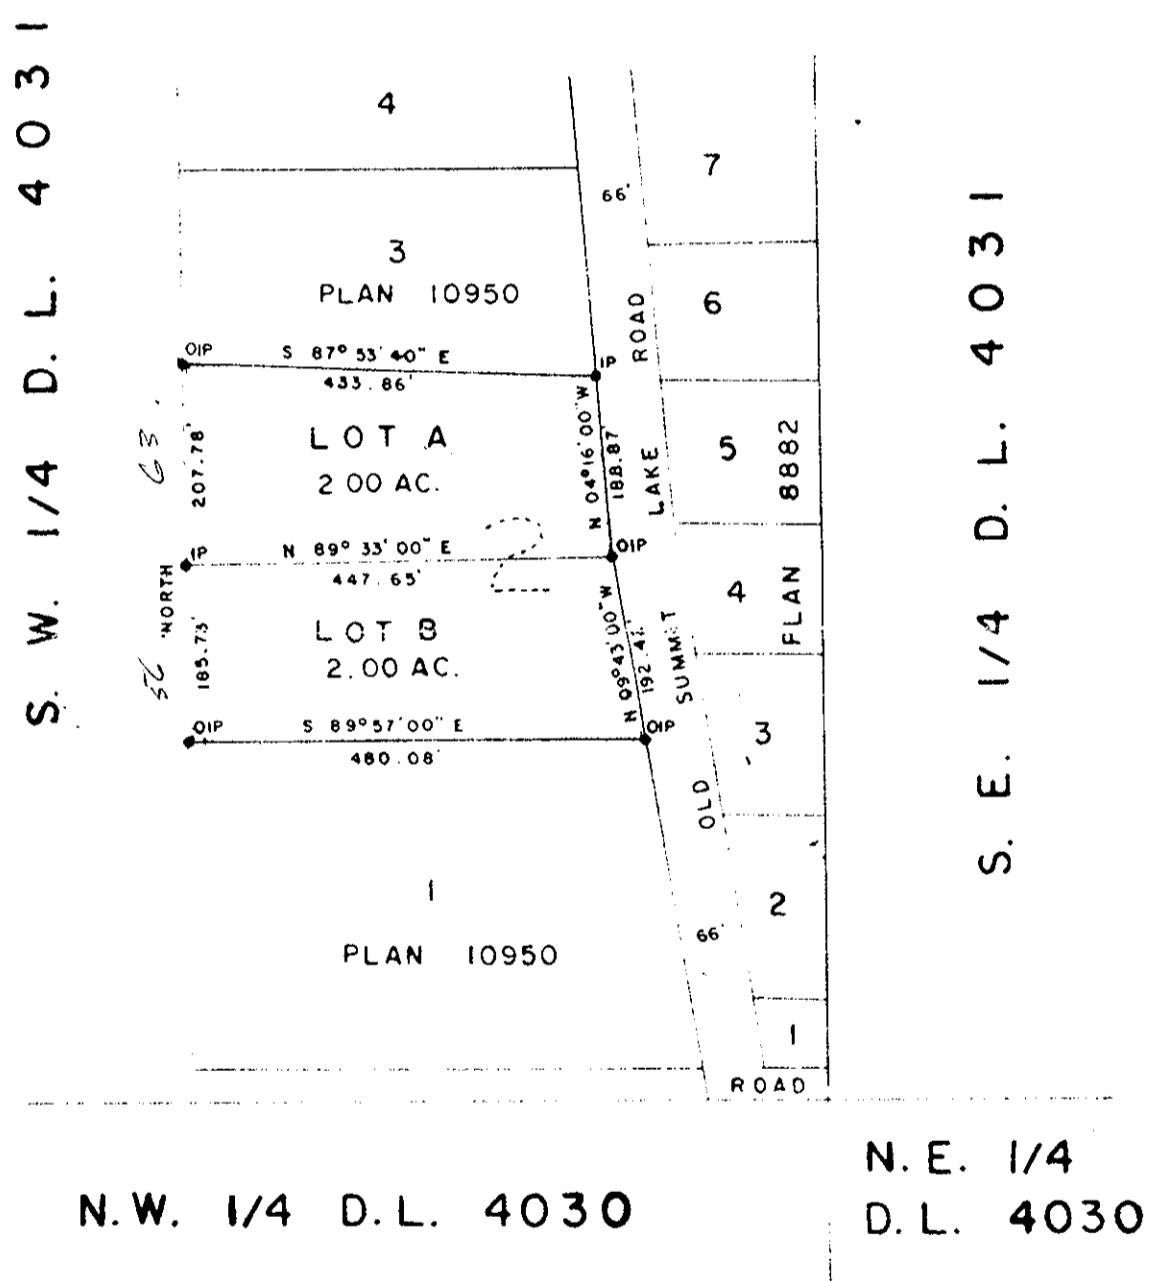 S. W. 1/4 D. L. 4031
4
7
66'
3
PLAN 10950
6
ROAD
OIP
S 87° 53' 40" E
IP
433.86'
LOT A
2 00 AC.
63
207.78'
N 04°16'00"W
188.87'
LAKE
5
8882
S. E. 1/4 D. L. 4031
IP
N 89° 33' 00" E
OIP
447.65'
2
NORTH
4
FLAN
LOT B
2.00 AC.
56
185.73'
N 09°43'00"W
SUMMIT
OIP
S 89°57'00" E
OIP
480.08'
3
OLD
1
PLAN 10950
2
66'
1
ROAD
N.W. 1/4 D.L. 4030
N.E. 1/4
D.L. 4030